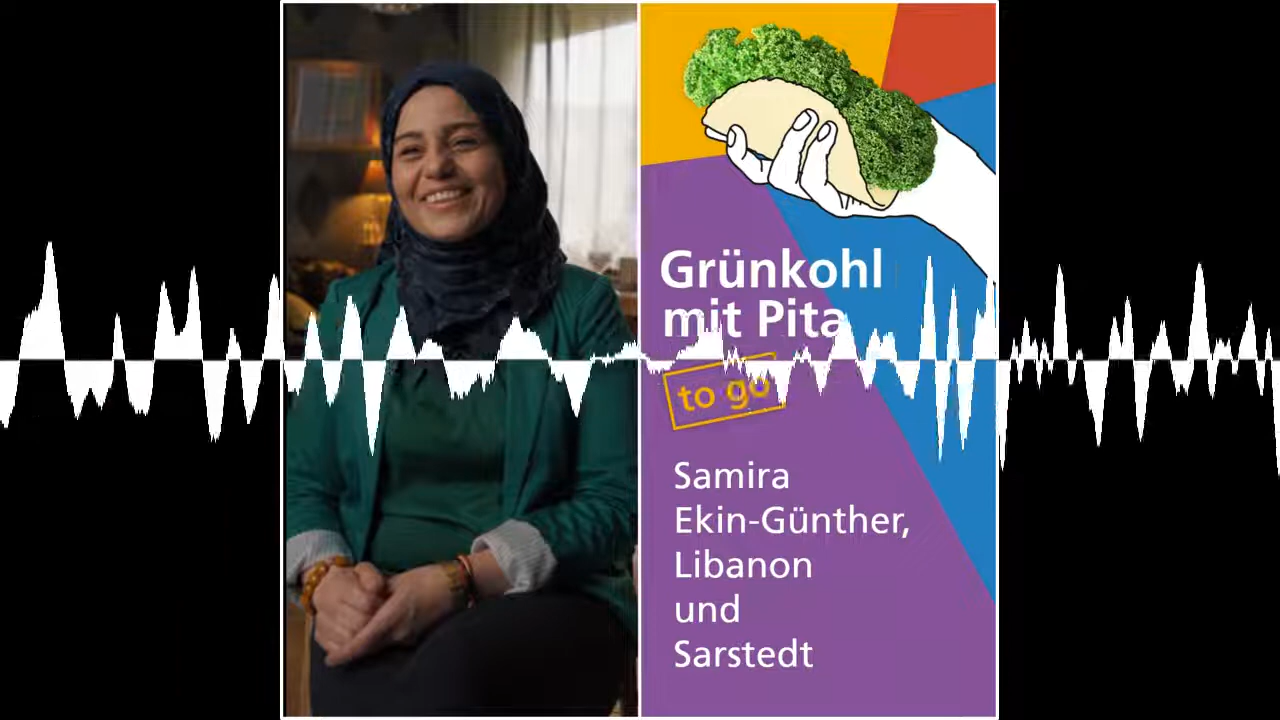 Grünkohl
mit Pita
to go
Samira
Ekin-Günther,
Libanon
und
Sarstedt